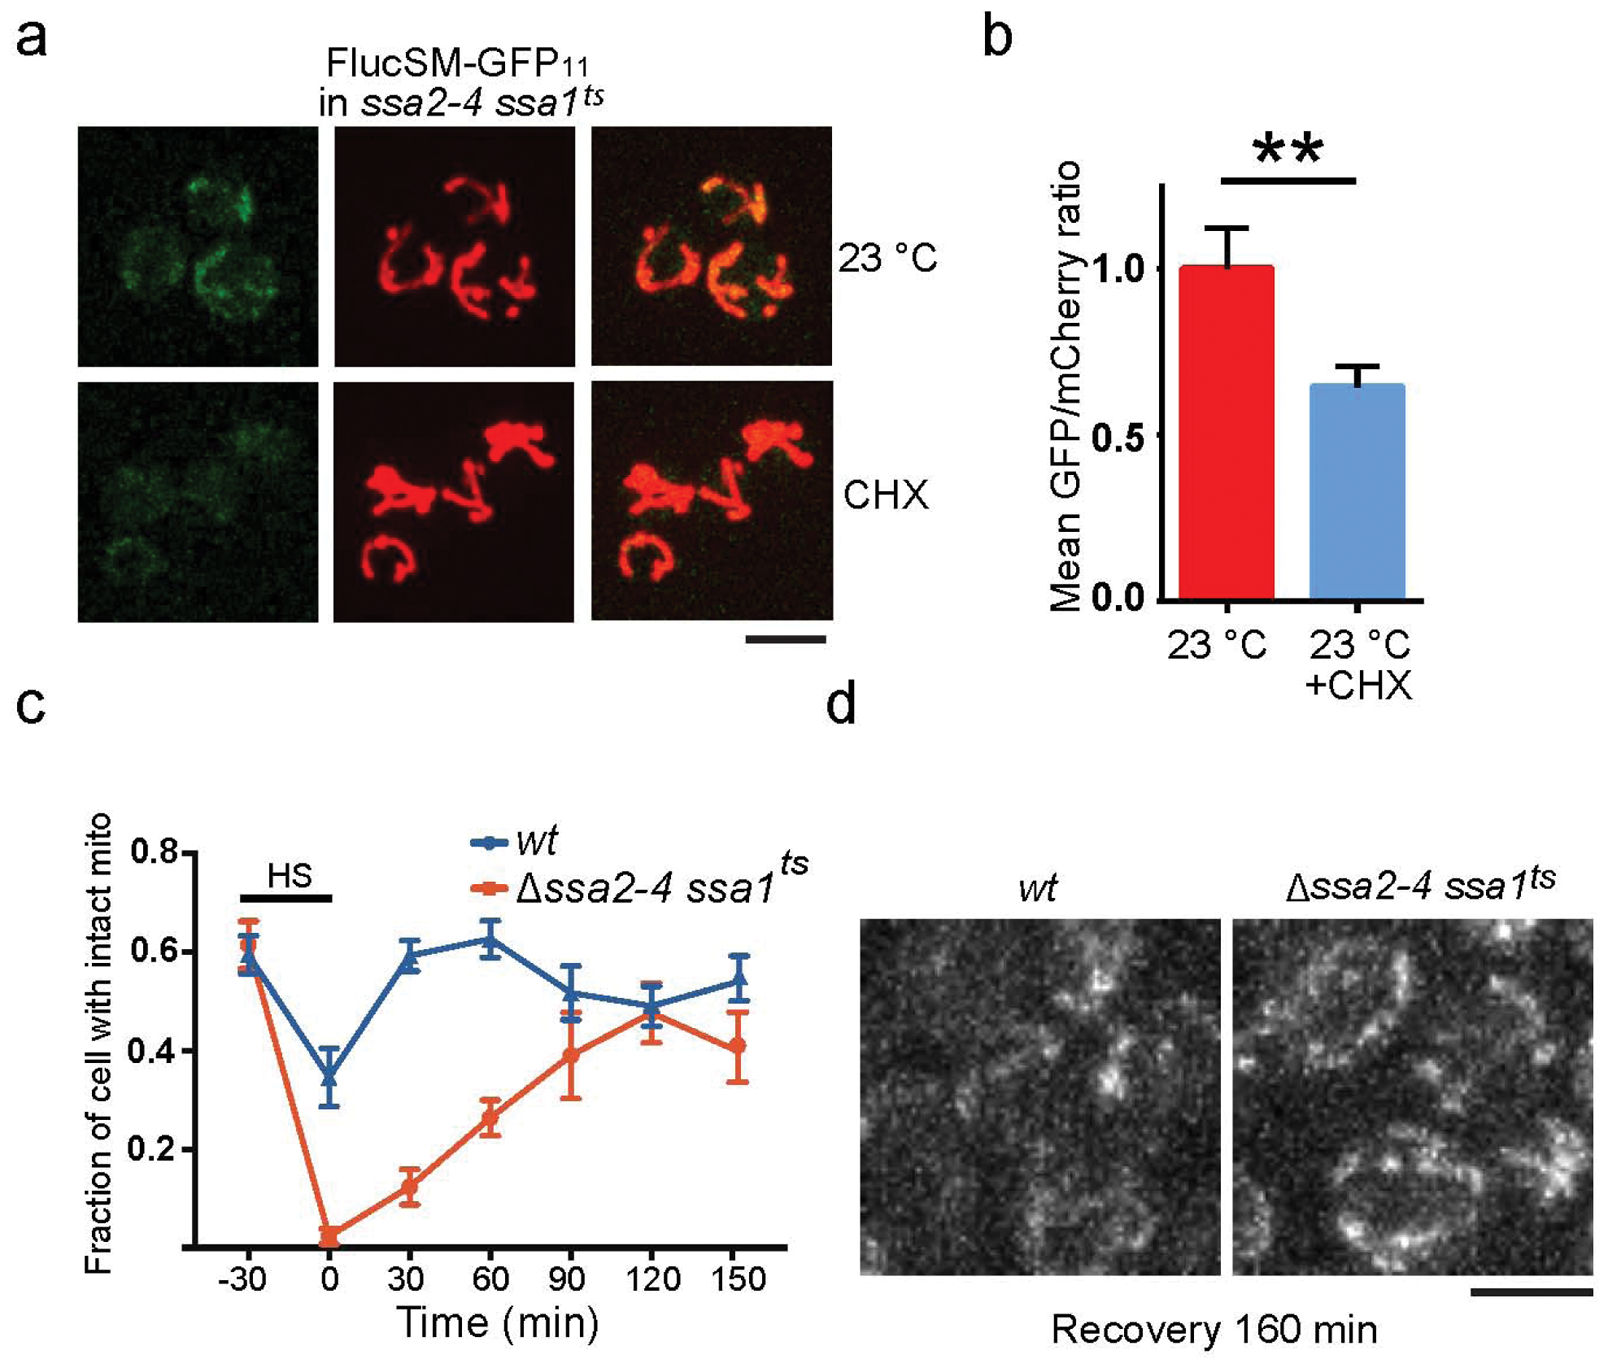 a
FlucSM-GFP₁₁
in ssa2-4 ssa1ᵗˢ
23 °C
CHX
b
**
Mean GFP/mCherry ratio
1.0
0.5
0.0
23 °C
23 °C
+CHX
c
Fraction of cell with intact mito
0.8
0.6
0.4
0.2
HS
wt
Δssa2-4 ssa1ᵗˢ
-30 0 30 60 90 120 150
Time (min)
d
wt
Δssa2-4 ssa1ᵗˢ
Recovery 160 min